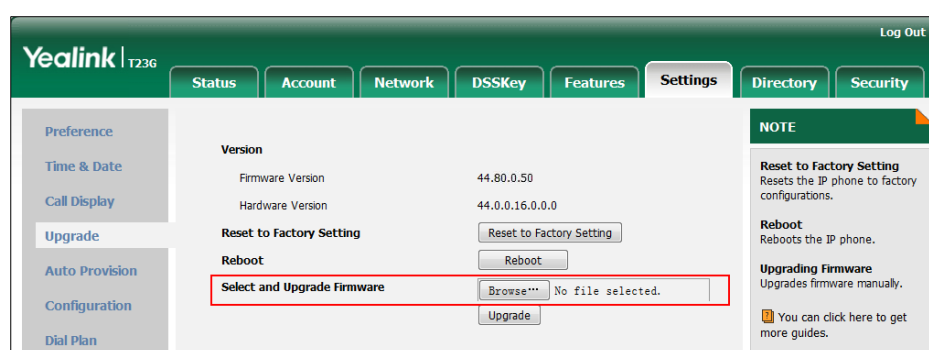 Log Out
Yealink | T23G
Status Account Network DSSKey Features Settings Directory Security
Preference
Time & Date
Call Display
Upgrade
Auto Provision
Configuration
Dial Plan
Version
Firmware Version 44.80.0.50
Hardware Version 44.0.0.16.0.0.0
Reset to Factory Setting Reset to Factory Setting
Reboot Reboot
Select and Upgrade Firmware Browse… No file selected.
Upgrade
NOTE
Reset to Factory Setting
Resets the IP phone to factory
configurations.
Reboot
Reboots the IP phone.
Upgrading Firmware
Upgrades firmware manually.
You can click here to get
more guides.